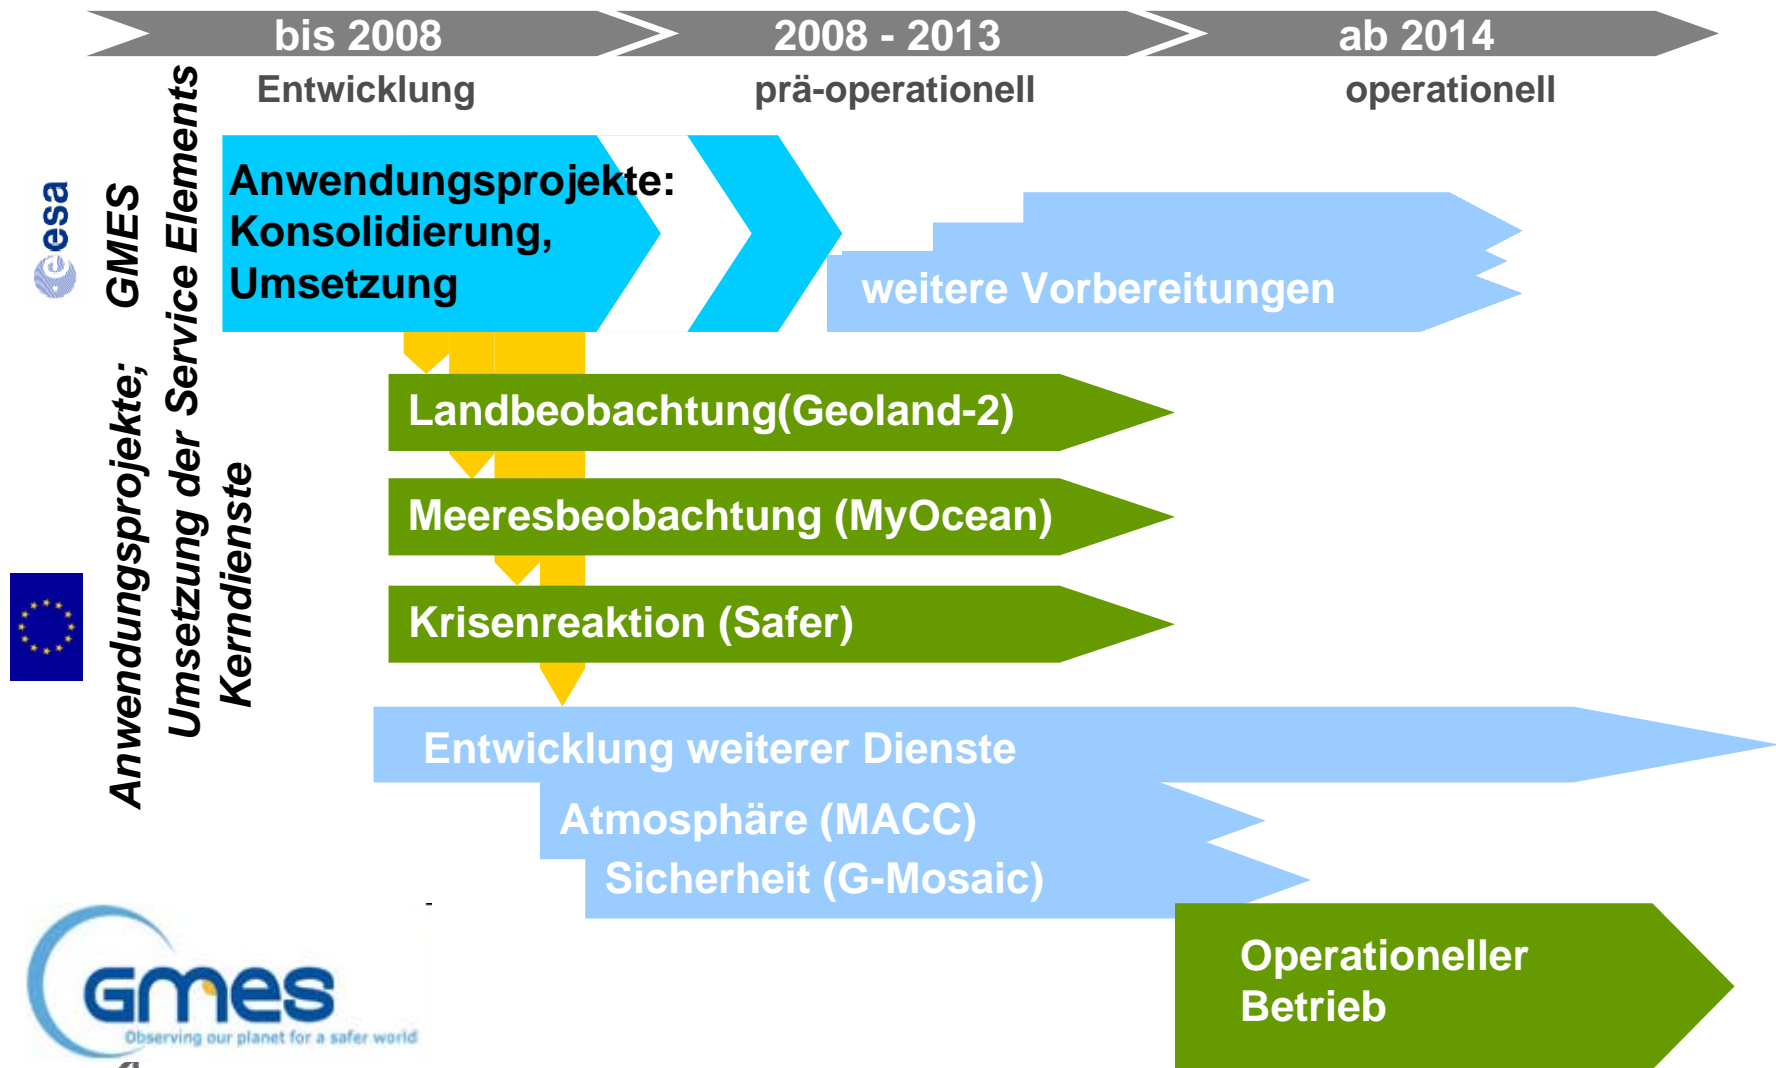 bis 2008
2008 - 2013
ab 2014
Entwicklung
prä-operationell
operationell
esa
GMES
Service Elements
Anwendungsprojekte:
Konsolidierung,
Umsetzung
weitere Vorbereitungen
Anwendungsprojekte;
Umsetzung der
Kerndienste
Landbeobachtung(Geoland-2)
Meeresbeobachtung (MyOcean)
Krisenreaktion (Safer)
Entwicklung weiterer Dienste
Atmosphäre (MACC)
Sicherheit (G-Mosaic)
Operationeller
Betrieb
Gmes
Observing our planet for a safer world